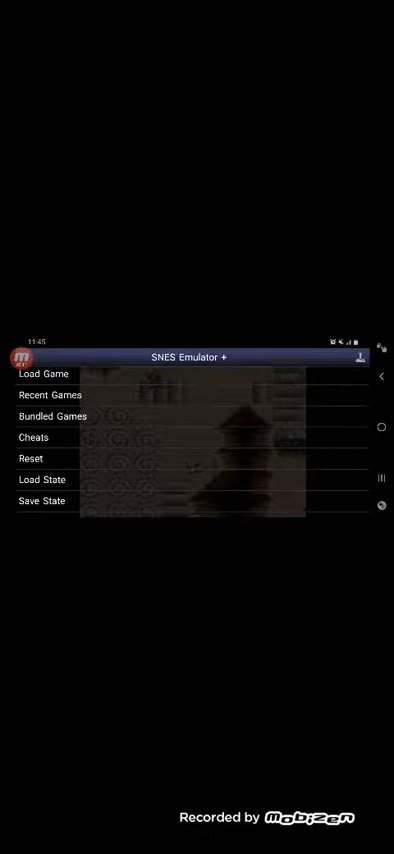 11:45
SNES Emulator +
Load Game
Recent Games
Bundled Games
Cheats
Reset
Load State
Save State
Recorded by mobizen